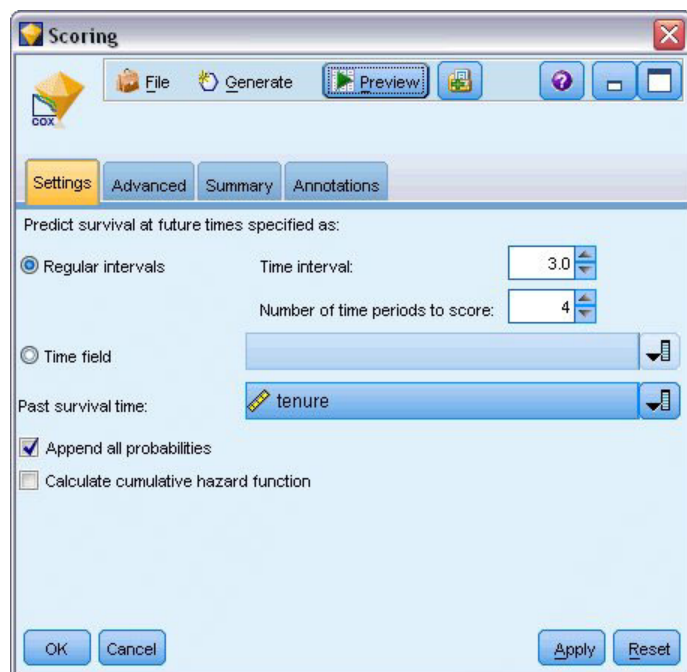 Scoring
COX
File Generate Preview
Settings Advanced Summary Annotations
Predict survival at future times specified as:
Regular intervals Time interval: 3.0
Number of time periods to score: 4
Time field
Past survival time: tenure
Append all probabilities
Calculate cumulative hazard function
OK Cancel Apply Reset